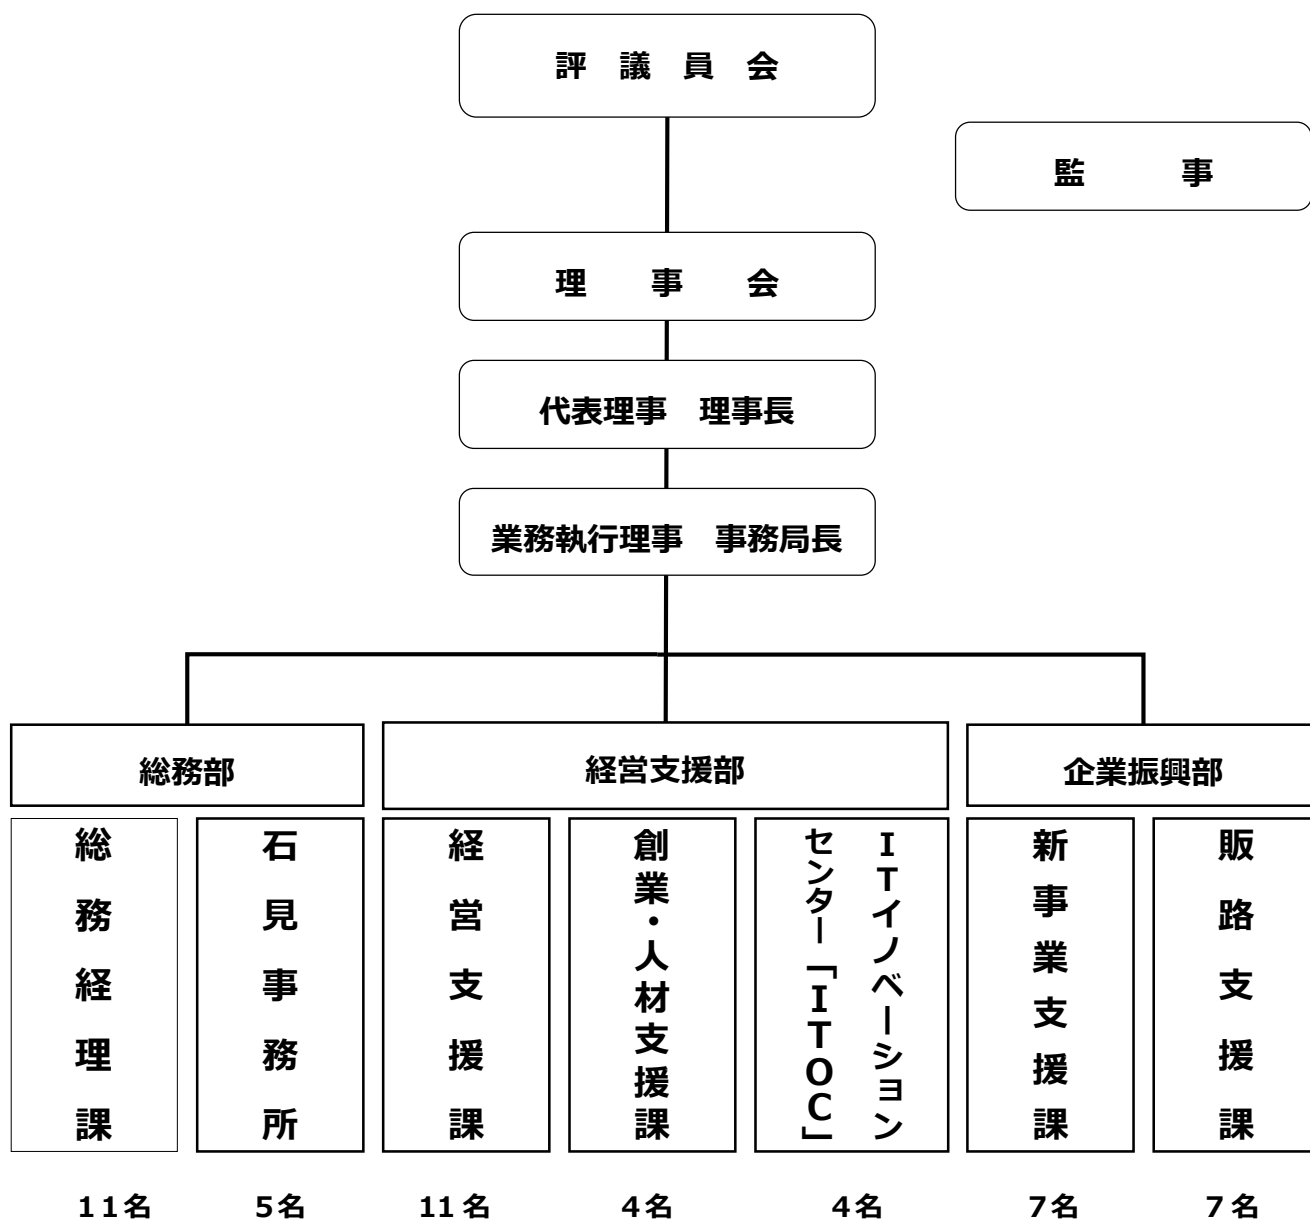 評　議　員　会
監　　　事
理　　事　　会
代表理事　理事長
業務執行理事　事務局長
総務部
経営支援部
企業振興部
総務経理課
石見事務所
経営支援課
創業・人材支援課
ITイノベーション
センター「ITOC」
新事業支援課
販路支援課
11名
5名
11名
4名
4名
7名
7名